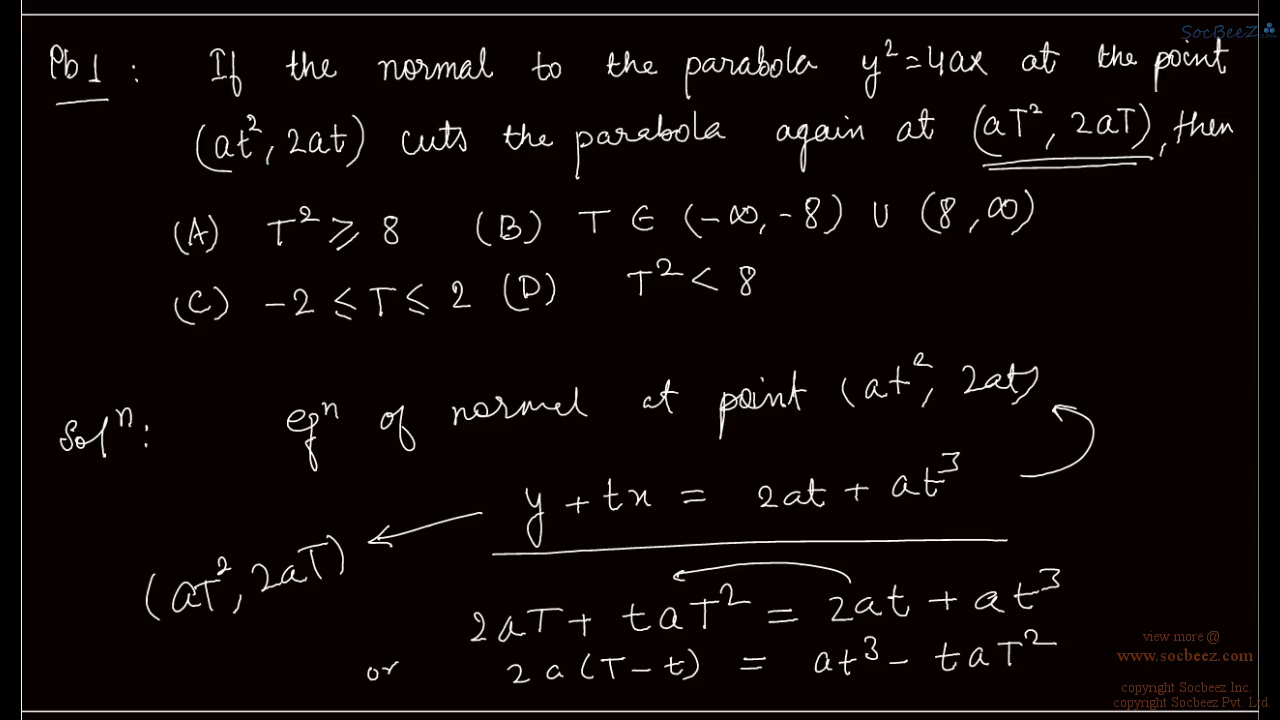 SocBeeZ.com
Pb 1 : If the normal to the parabola y² = 4ax at the point
(at², 2at) cuts the parabola again at (aT², 2aT), then
(A) T² ≥ 8 (B) T ∈ (-∞, -8) ∪ (8, ∞)
(C) -2 ≤ T ≤ 2 (D) T² < 8
Solⁿ : eqⁿ of normal at point (at², 2at)
y + tx = 2at + at³
(aT², 2aT)
2aT + taT² = 2at + at³
or 2a(T - t) = at³ - taT²
view more @
www.socbeez.com
copyright Socbeez Inc.
copyright Socbeez Pvt. Ltd.